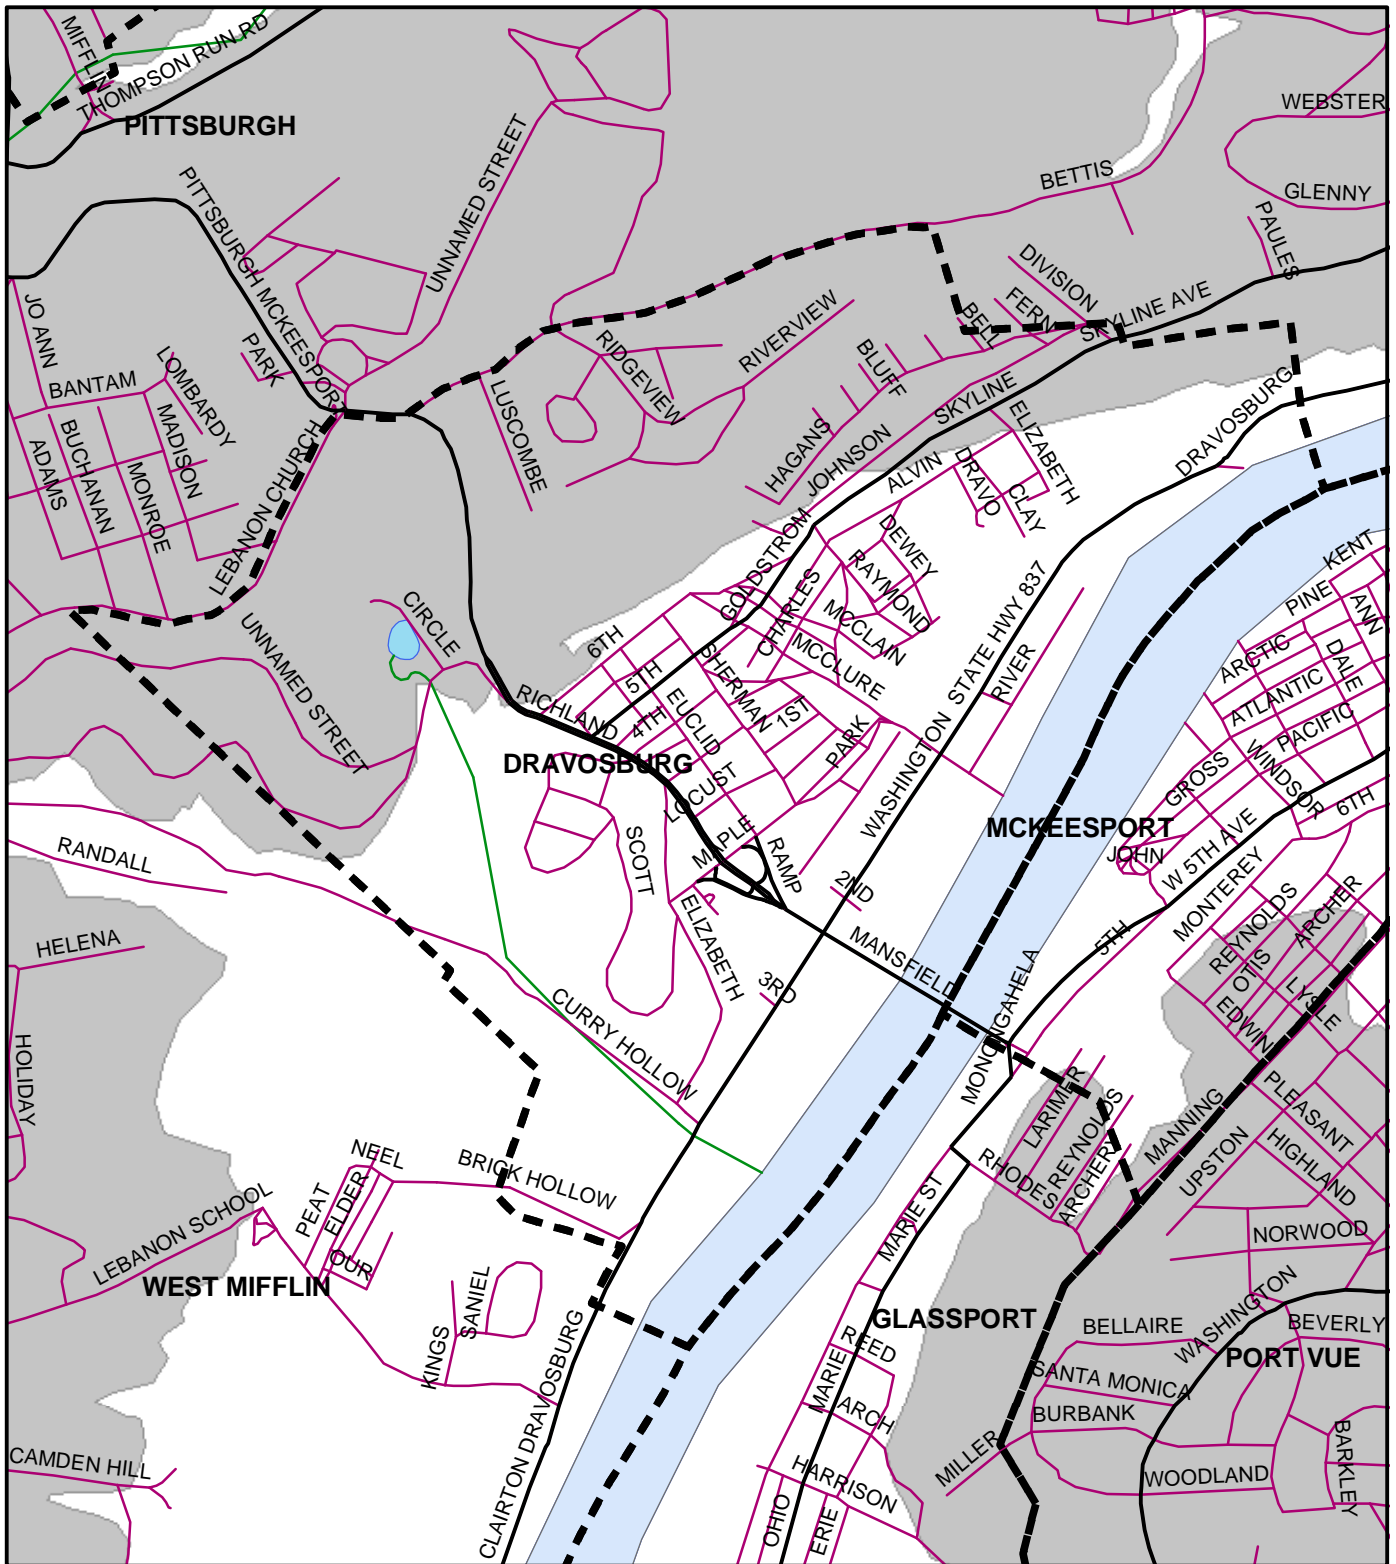 MIFFLIN
THOMPSON RUN RD
PITTSBURGH
WEBSTER
BETTIS
GLENNY
PITTSBURGH MCKEESPORT
UNNAMED STREET
PAULES
DIVISION
JO ANN
FERN
SKYLINE AVE
BELL
RIVERVIEW
RIDGEVIEW
BLUFF
PARK
LOMBARDY
BANTAM
LUSCOMBE
SKYLINE
DRAVOSBURG
ELIZABETH
MADISON
BUCHANAN
ADAMS
MONROE
LEBANON CHURCH
HAGANS
JOHNSON
ALVIN
DRAVO
CLAY
GOLDSTROM
DEWEY
RAYMOND
KENT
PINE
ANN
CIRCLE
CHARLES
MCCLAIN
STATE HWY 837
UNNAMED STREET
6TH
5TH
SHERMAN
MCCLURE
RIVER
ARCTIC
DALE
ATLANTIC
PACIFIC
RICHLAND
4TH
EUCLID
1ST
PARK
WINDSOR
DRAVOSBURG
GROSS
LOCUST
WASHINGTON
6TH
MCKEESPORT
RANDALL
SCOTT
MAPLE
RAMP
JOHN
W 5TH AVE
2ND
MONTEREY
REYNOLDS
ARCHER
HELENA
ELIZABETH
MANSFIELD
5TH
OTIS
LYSLE
3RD
MONONGAHELA
EDWIN
CURRY HOLLOW
HOLIDAY
LARIMER
PLEASANT
MANNING
REYNOLDS
HIGHLAND
UPSTON
NEEL
BRICK HOLLOW
RHODES
ARCHER
PEAT
ELDER
MARIE ST
LEBANON SCHOOL
OUR
NORWOOD
WEST MIFFLIN
SANIEL
KINGS
GLASSPORT
WASHINGTON
BELLAIRE
BEVERLY
REED
PORT VUE
MARIE
SANTA MONICA
ARCH
BURBANK
CLAIRTON DRAVOSBURG
MILLER
BARKLEY
CAMDEN HILL
HARRISON
WOODLAND
OHIO
ERIE